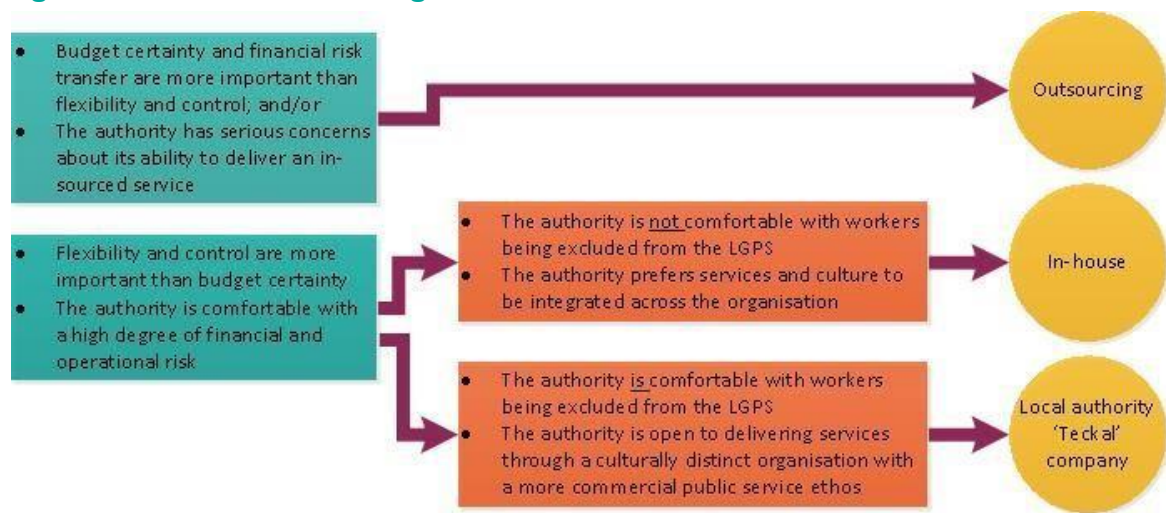 ● Budget certainty and financial risk
transfer are more important than
flexibility and control; and/or
● The authority has serious concerns
about its ability to deliver an in-
sourced service
Outsourcing
● Flexibility and control are more
important than budget certainty
● The authority is comfortable with
a high degree of financial and
operational risk
● The authority is not comfortable with workers
being excluded from the LGPS
● The authority prefers services and culture to
be integrated across the organisation
In-house
● The authority is comfortable with workers
being excluded from the LGPS
● The authority is open to delivering services
through a culturally distinct organisation with
a more commercial public service ethos
Local authority
‘Teckal’
company